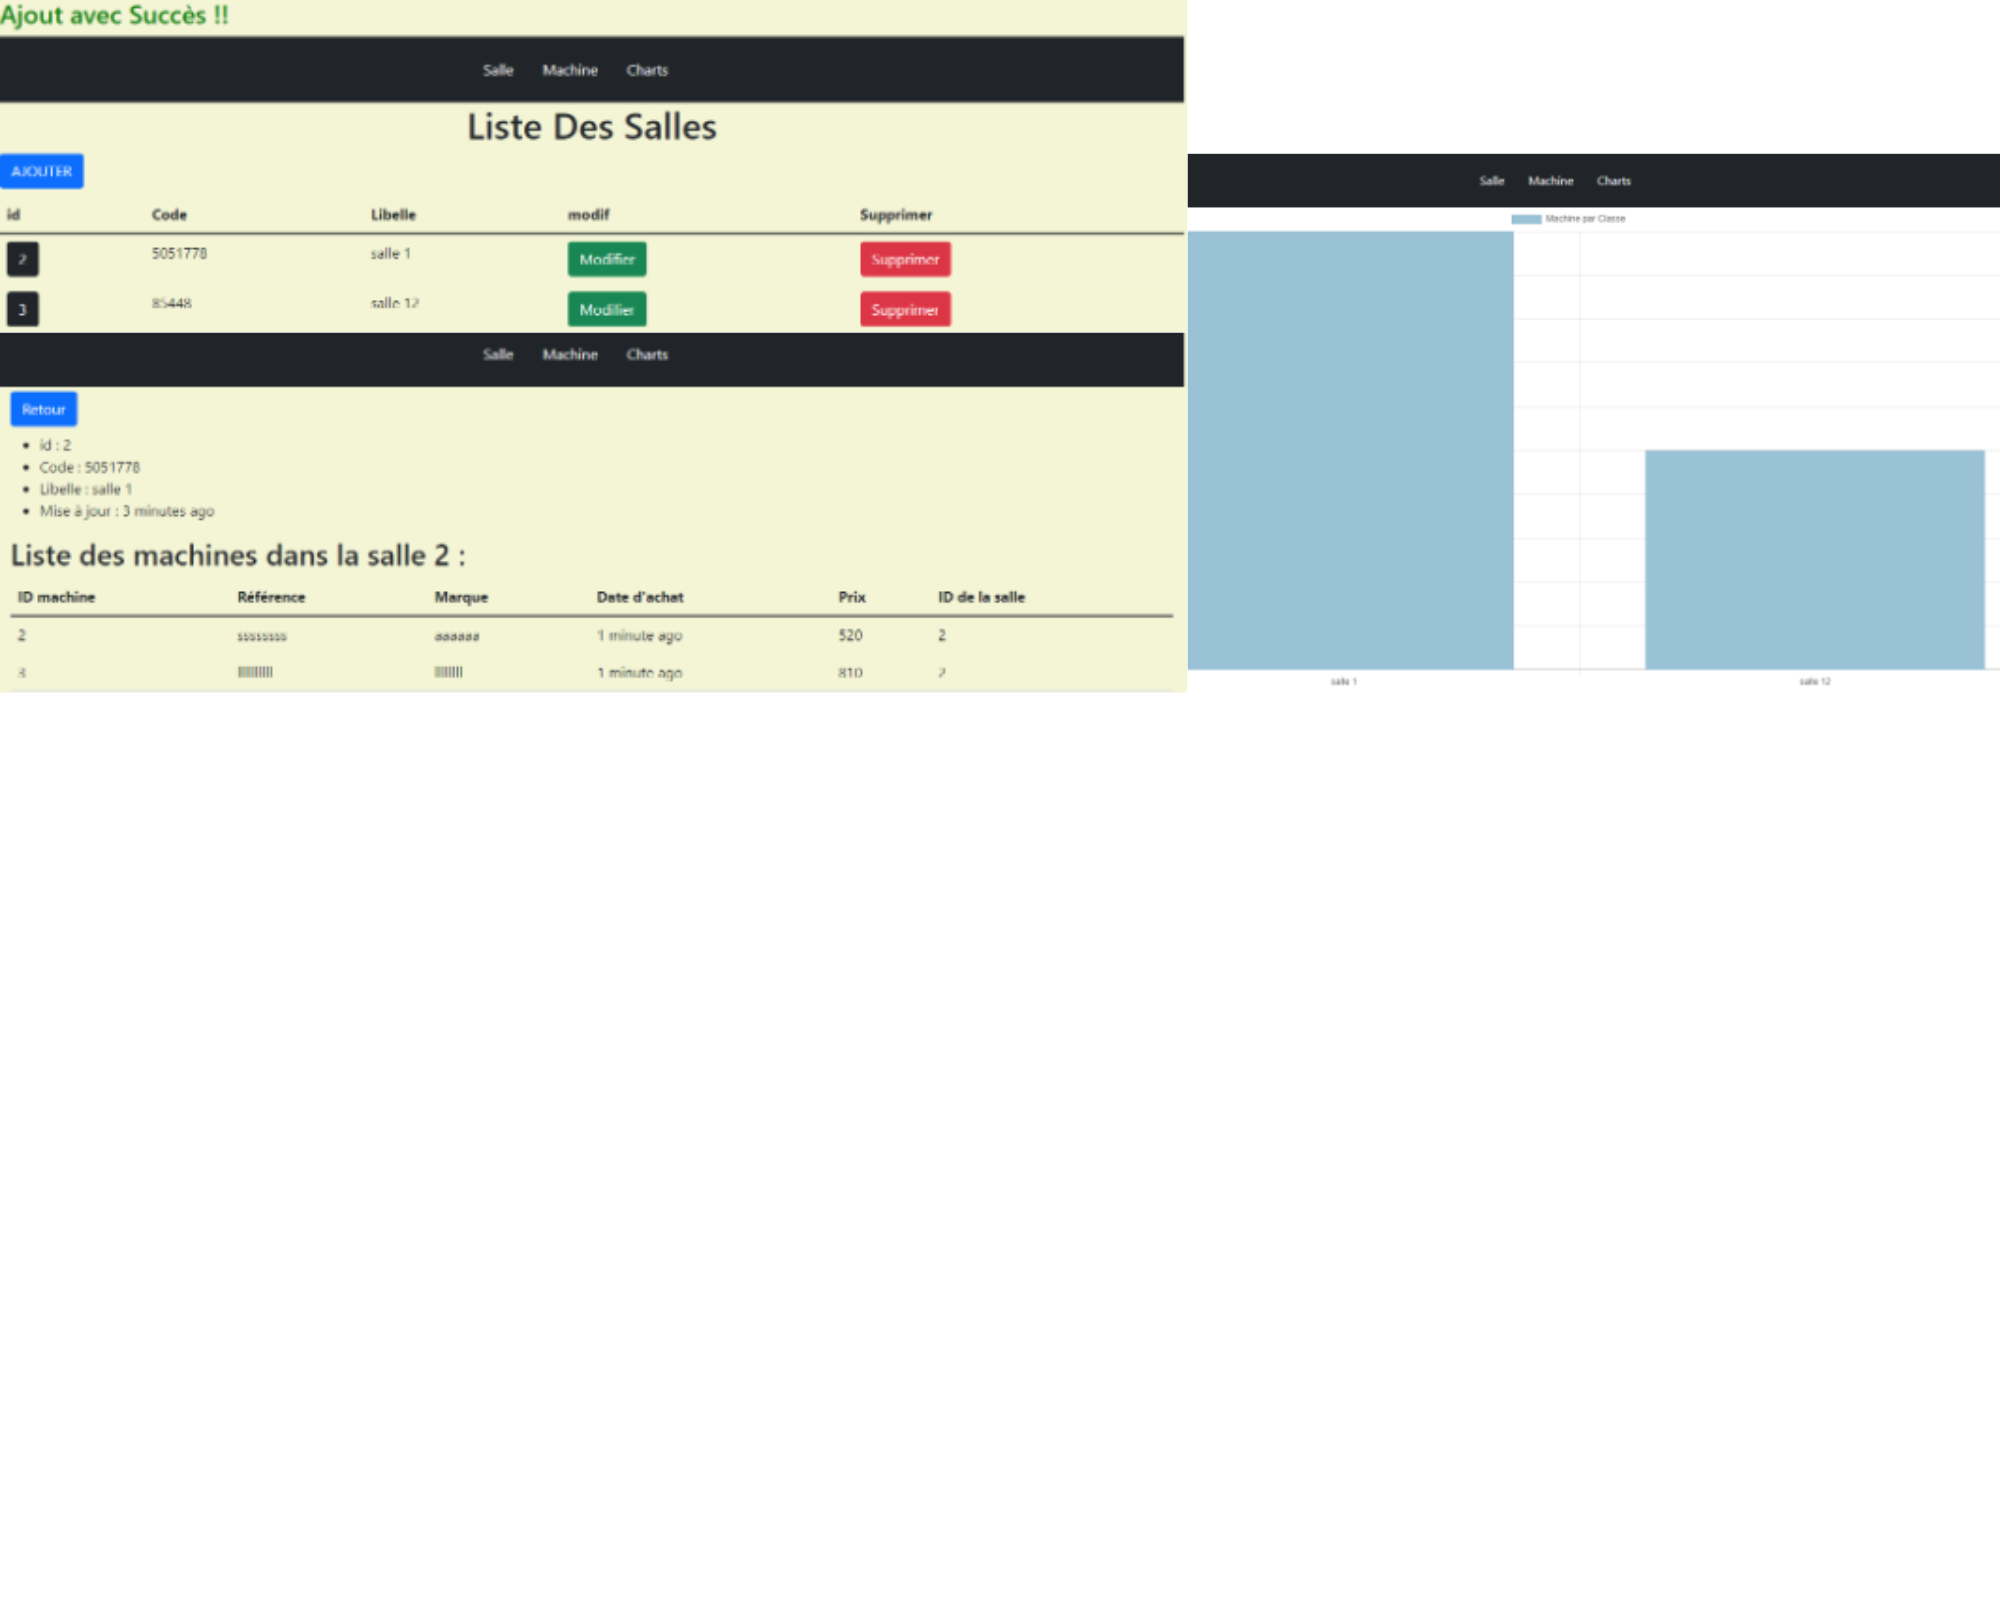 Ajout avec Succès !!
Salle Machine Charts
Liste Des Salles
AJOUTER
id Code Libelle modif Supprimer
2 5051778 salle 1 Modifier Supprimer
3 85448 salle 12 Modifier Supprimer
Salle Machine Charts
Retour
id : 2
Code : 5051778
Libelle : salle 1
Mise à jour : 3 minutes ago
Liste des machines dans la salle 2 :
ID machine Référence Marque Date d'achat Prix ID de la salle
2 ssssssss aaaaaa 1 minute ago 520 2
3 1 minute ago 810 2
Salle Machine Charts
Machine par Classe
salle 1 salle 12